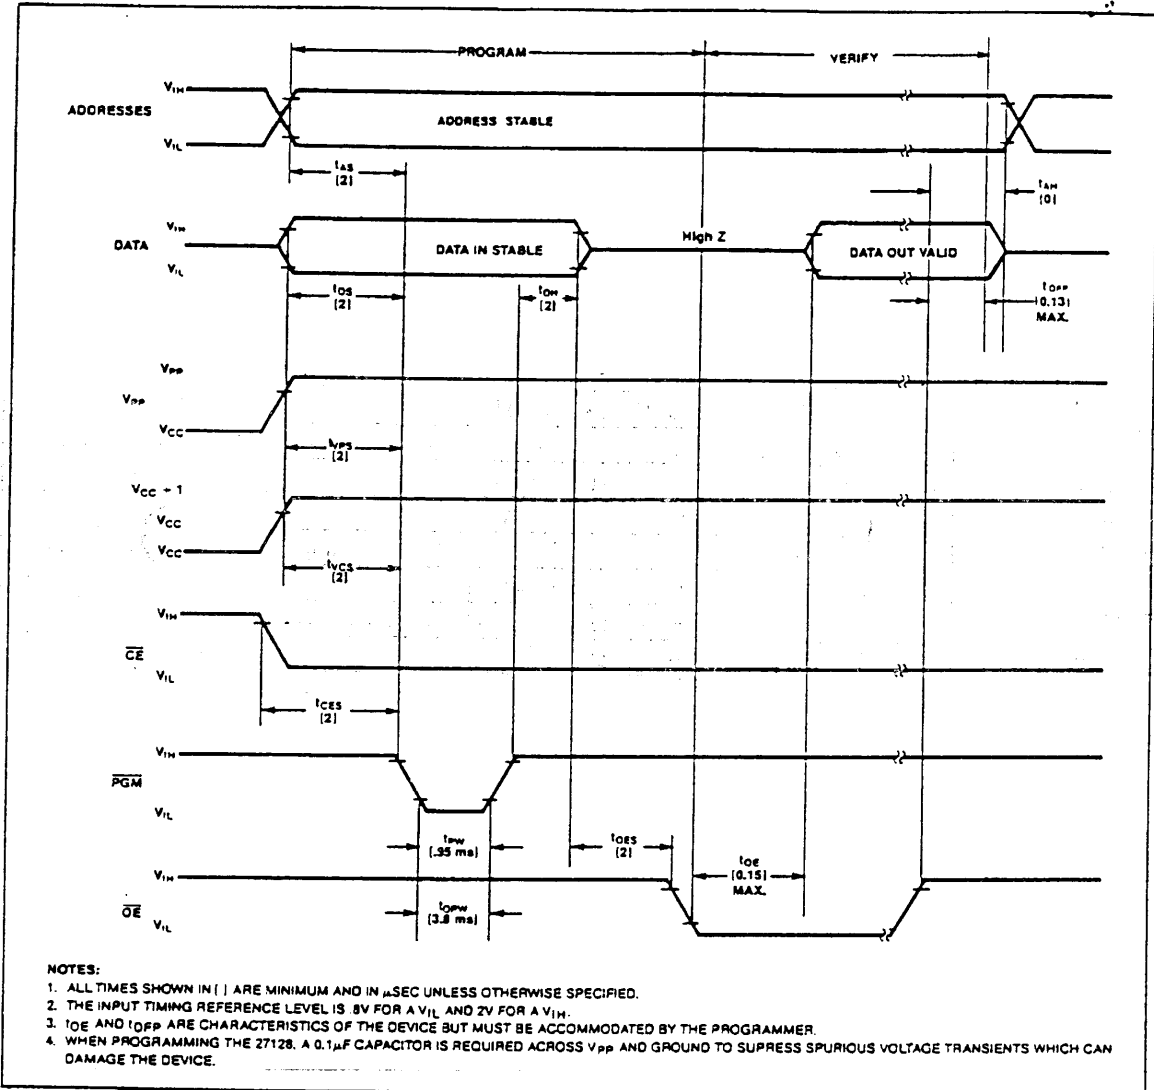 PROGRAM
VERIFY
ADDRESSES
VIH
VIL
ADDRESS STABLE
tAS
[2]
tAH
[0]
DATA
VIH
VIL
DATA IN STABLE
High Z
DATA OUT VALID
tDS
[2]
tDH
[2]
tDFP
[0.13]
MAX.
VPP
VPP
VCC
tVPS
[2]
VCC + 1
VCC
VCC
tVCS
[2]
VIH
CE
VIL
tCES
[2]
VIH
PGM
VIL
tPW
[.95 ms]
tOES
[2]
tOE
[0.15]
MAX.
VIH
OE
VIL
tOPW
[3.8 ms]
NOTES:
1. ALL TIMES SHOWN IN [ ] ARE MINIMUM AND IN μSEC UNLESS OTHERWISE SPECIFIED.
2. THE INPUT TIMING REFERENCE LEVEL IS .8V FOR A VIL AND 2V FOR A VIH.
3. tOE AND tDFP ARE CHARACTERISTICS OF THE DEVICE BUT MUST BE ACCOMMODATED BY THE PROGRAMMER.
4. WHEN PROGRAMMING THE 27128, A 0.1μF CAPACITOR IS REQUIRED ACROSS VPP AND GROUND TO SUPRESS SPURIOUS VOLTAGE TRANSIENTS WHICH CAN
DAMAGE THE DEVICE.